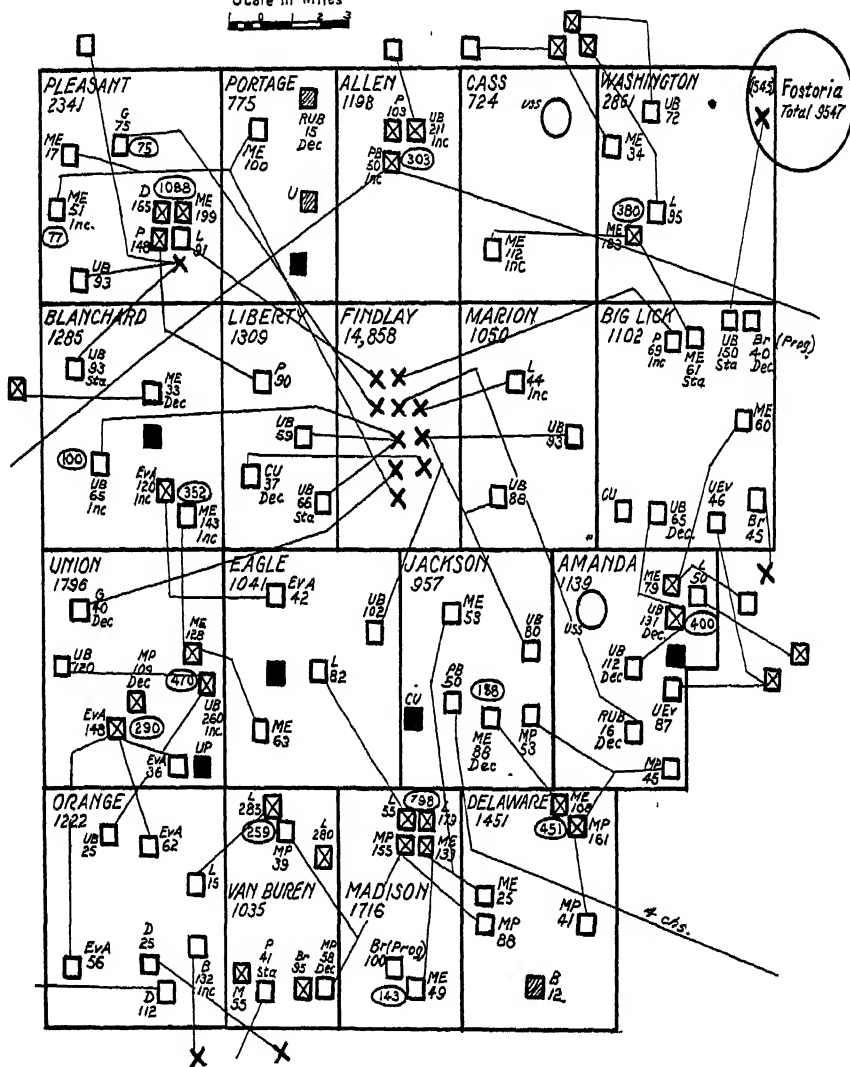 Scale in Miles
1 0 1 2 3
PLEASANT
2341
G
75
75
ME
17
ME
51
Inc.
77
1088
D
165
ME
199
P
148
L
91
UB
93
PORTAGE
775
RUB
15
Dec
ME
100
U
ALLEN
1198
P
103
UB
211
Inc
PB
50
Inc
303
CASS
724
USS
ME
112
Inc
WASHINGTON
2861
UB
72
ME
34
380
L
95
ME
183
(545)
Fostoria
Total 9547
BLANCHARD
1285
UB
93
Sta
ME
33
Dec
100
UB
65
Inc
EvA
120
Inc
352
ME
143
Inc
LIBERTY
1309
P
90
UB
59
CU
37
Dec
UB
66
Sta
FINDLAY
14,858
MARION
1050
L
44
Inc
UB
93
UB
88
BIG LICK
1102
P
69
Inc
ME
61
Sta
UB
150
Sta
Br (Prog)
40
Dec
ME
60
CU
UB
65
Dec
UEV
46
Br
45
UNION
1796
G
40
Dec
UB
120
MP
109
Dec
ME
128
470
UB
260
Inc
EvA
148
290
EvA
36
UP
EAGLE
1041
EvA
42
UB
102
L
82
ME
63
JACKSON
957
ME
53
UB
80
PB
50
CU
188
ME
88
Dec
MP
53
AMANDA
1139
USS
ME
79
L
50
UB
131
Dec
400
UB
112
Dec
UEV
87
RUB
16
Dec
MP
45
ORANGE
1222
UB
25
EvA
62
L
15
EvA
56
D
25
D
112
B
132
Inc
L
285
259
MP
39
L
280
VAN BUREN
1035
M
55
P
41
Sta
Br
95
MP
58
Dec
798
L
55
L
179
MP
155
ME
133
MADISON
1716
Br (Prog)
100
143
ME
49
DELAWARE
1451
ME
108
451
MP
161
ME
25
MP
88
MP
41
B
12
4 chs.